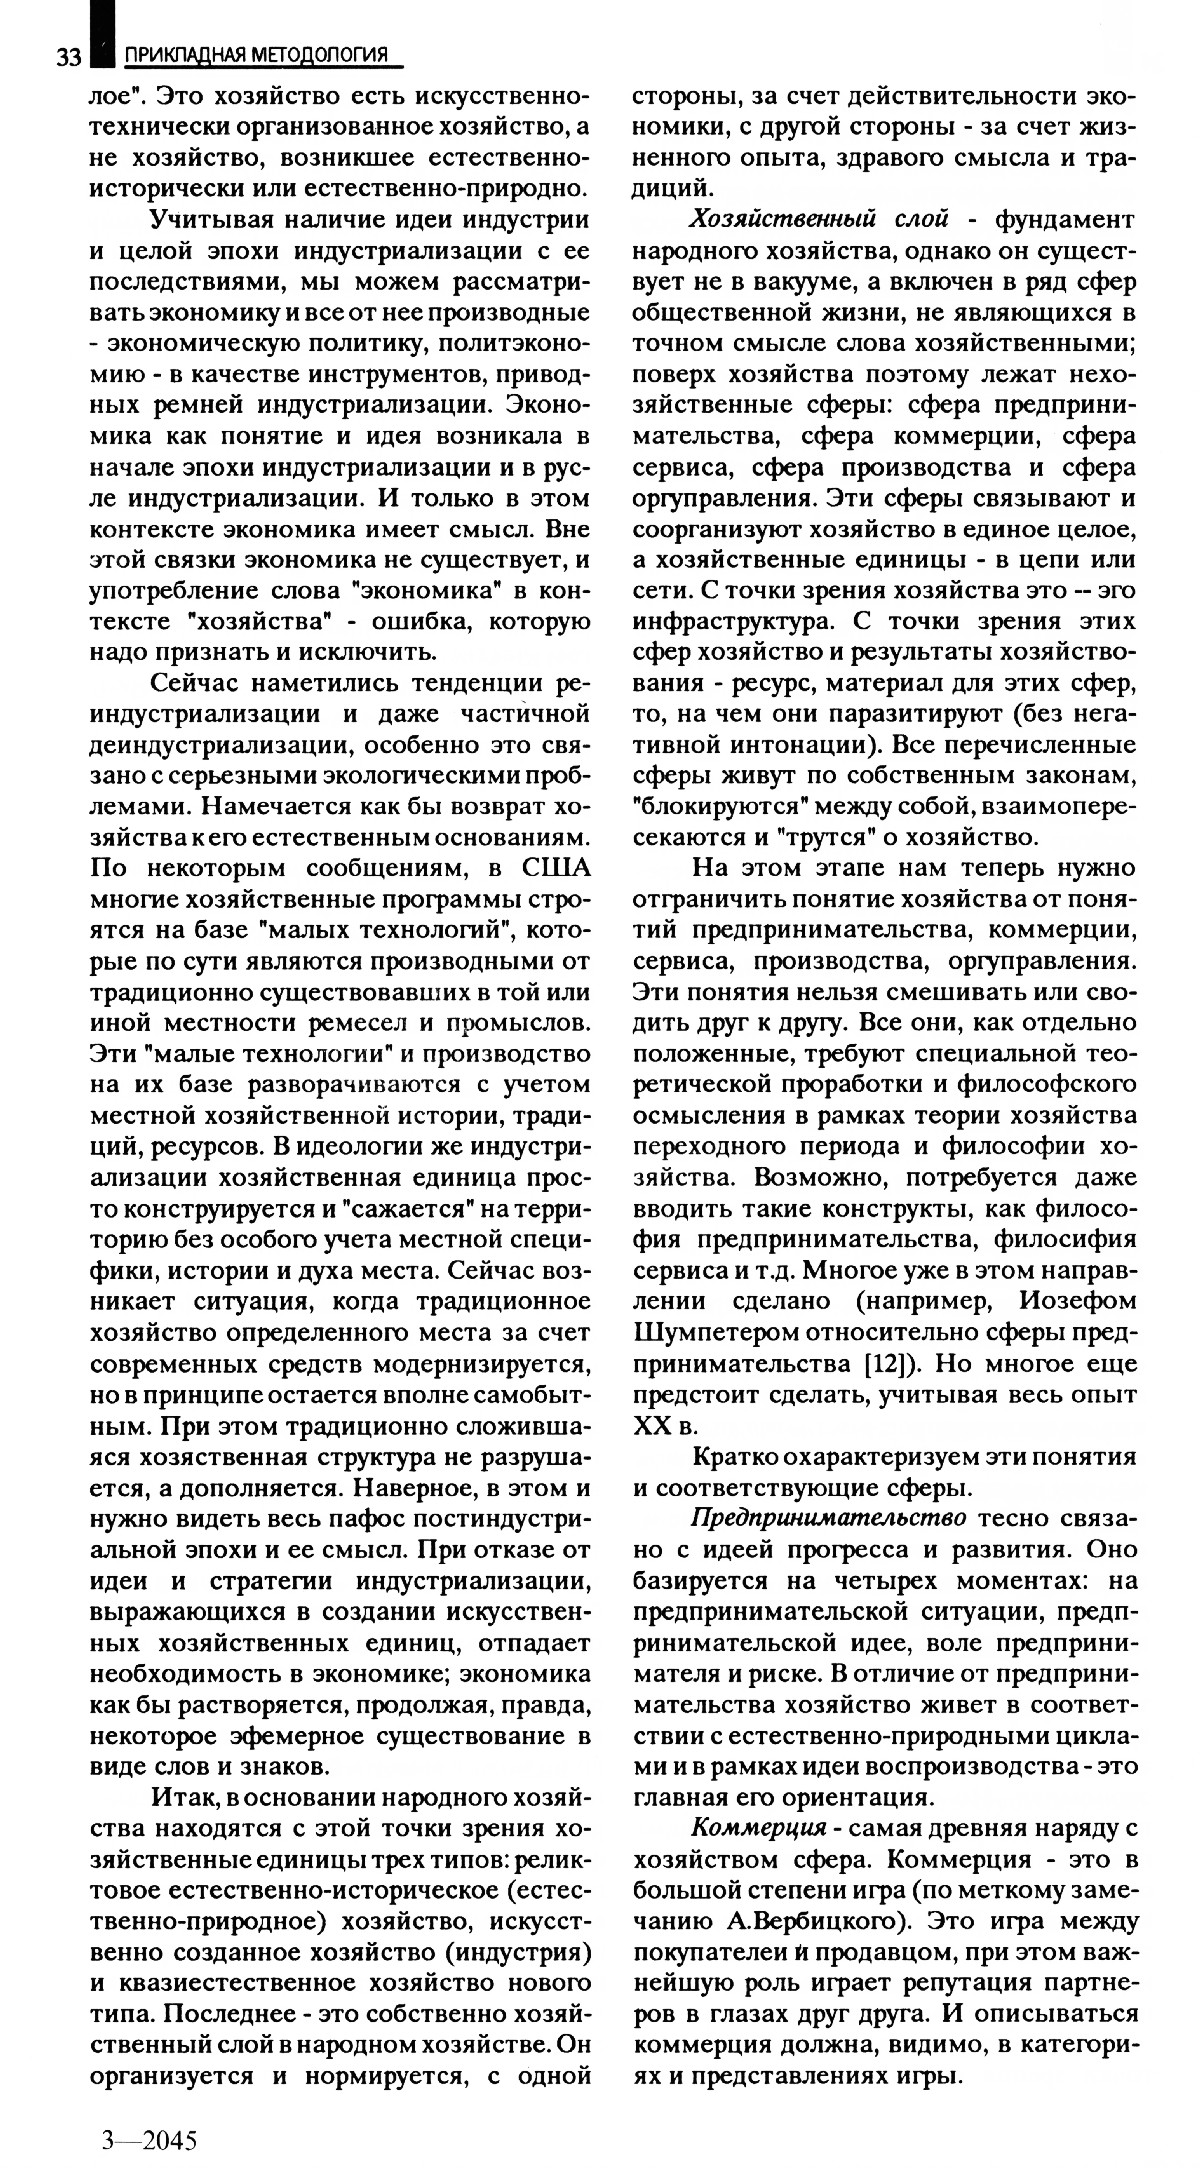 33 ПРИКЛАДНАЯ МЕТОДОЛОГИЯ
лое". Это хозяйство есть искусственно-
технически организованное хозяйство, а
не хозяйство, возникшее естественно-
исторически или естественно-природно.
Учитывая наличие идеи индустрии
и целой эпохи индустриализации с ее
последствиями, мы можем рассматри-
вать экономику и все от нее производные
- экономическую политику, политэконо-
мию - в качестве инструментов, привод-
ных ремней индустриализации. Эконо-
мика как понятие и идея возникала в
начале эпохи индустриализации и в рус-
ле индустриализации. И только в этом
контексте экономика имеет смысл. Вне
этой связки экономика не существует, и
употребление слова "экономика" в кон-
тексте "хозяйства" - ошибка, которую
надо признать и исключить.
Сейчас наметились тенденции ре-
индустриализации и даже частичной
деиндустриализации, особенно это свя-
зано с серьезными экологическими проб-
лемами. Намечается как бы возврат хо-
зяйства к его естественным основаниям.
По некоторым сообщениям, в США
многие хозяйственные программы стро-
ятся на базе "малых технологий", кото-
рые по сути являются производными от
традиционно существовавших в той или
иной местности ремесел и промыслов.
Эти "малые технологии" и производство
на их базе разворачиваются с учетом
местной хозяйственной истории, тради-
ций, ресурсов. В идеологии же индустри-
ализации хозяйственная единица прос-
то конструируется и "сажается" на терри-
торию без особого учета местной специ-
фики, истории и духа места. Сейчас воз-
никает ситуация, когда традиционное
хозяйство определенного места за счет
современных средств модернизируется,
но в принципе остается вполне самобыт-
ным. При этом традиционно сложивша-
яся хозяственная структура не разруша-
ется, а дополняется. Наверное, в этом и
нужно видеть весь пафос постиндустри-
альной эпохи и ее смысл. При отказе от
идеи и стратегии индустриализации,
выражающихся в создании искусствен-
ных хозяйственных единиц, отпадает
необходимость в экономике; экономика
как бы растворяется, продолжая, правда,
некоторое эфемерное существование в
виде слов и знаков.
Итак, в основании народного хозяй-
ства находятся с этой точки зрения хо-
зяйственные единицы трех типов: релик-
товое естественно-историческое (естес-
твенно-природное) хозяйство, искусст-
венно созданное хозяйство (индустрия)
и квазиестественное хозяйство нового
типа. Последнее - это собственно хозяй-
ственный слой в народном хозяйстве. Он
организуется и нормируется, с одной
стороны, за счет действительности эко-
номики, с другой стороны - за счет жиз-
ненного опыта, здравого смысла и тра-
диций.
Хозяйственный слой - фундамент
народного хозяйства, однако он сущест-
вует не в вакууме, а включен в ряд сфер
общественной жизни, не являющихся в
точном смысле слова хозяйственными;
поверх хозяйства поэтому лежат нехо-
зяйственные сферы: сфера предприни-
мательства, сфера коммерции, сфера
сервиса, сфера производства и сфера
оргуправления. Эти сферы связывают и
соорганизуют хозяйство в единое целое,
а хозяйственные единицы - в цепи или
сети. С точки зрения хозяйства это -- эго
инфраструктура. С точки зрения этих
сфер хозяйство и результаты хозяйство-
вания - ресурс, материал для этих сфер,
то, на чем они паразитируют (без нега-
тивной интонации). Все перечисленные
сферы живут по собственным законам,
"блокируются" между собой, взаимопере-
секаются и "трутся" о хозяйство.
На этом этапе нам теперь нужно
отграничить понятие хозяйства от поня-
тий предпринимательства, коммерции,
сервиса, производства, оргуправления.
Эти понятия нельзя смешивать или сво-
дить друг к другу. Все они, как отдельно
положенные, требуют специальной тео-
ретической проработки и философского
осмысления в рамках теории хозяйства
переходного периода и философии хо-
зяйства. Возможно, потребуется даже
вводить такие конструкты, как филосо-
фия предпринимательства, филосифия
сервиса и т.д. Многое уже в этом направ-
лении сделано (например, Иозефом
Шумпетером относительно сферы пред-
принимательства [12]). Но многое еще
предстоит сделать, учитывая весь опыт
XX в.
Кратко охарактеризуем эти понятия
и соответствующие сферы.
Предпринимательство тесно связа-
но с идеей прогресса и развития. Оно
базируется на четырех моментах: на
предпринимательской ситуации, предп-
ринимательской идее, воле предприни-
мателя и риске. В отличие от предприни-
мательства хозяйство живет в соответ-
ствии с естественно-природными цикла-
ми и в рамках идеи воспроизводства - это
главная его ориентация.
Коммерция - самая древняя наряду с
хозяйством сфера. Коммерция - это в
большой степени игра (по меткому заме-
чанию А.Вербицкого). Это игра между
покупателеи и продавцом, при этом важ-
нейшую роль играет репутация партне-
ров в глазах друг друга. И описываться
коммерция должна, видимо, в категори-
ях и представлениях игры.
3—2045